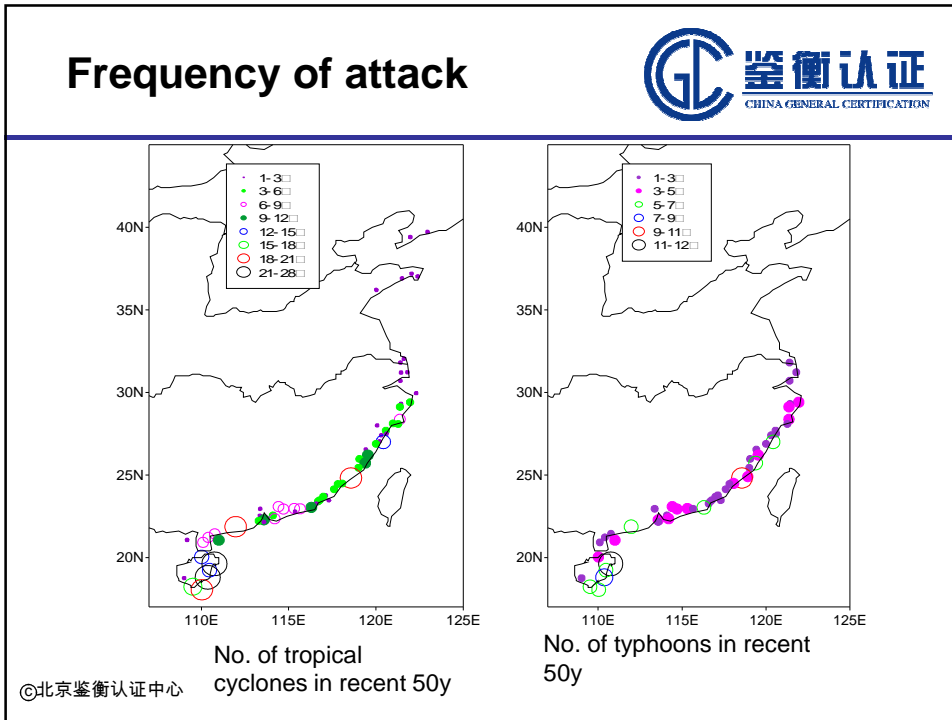 Frequency of attack
鉴衡认证
CHINA GENERAL CERTIFICATION
1-3□
3-6□
6-9□
9-12□
12-15□
15-18□
18-21□
21-28□
40N
35N
30N
25N
20N
110E
115E
120E
125E
No. of tropical
cyclones in recent 50y
1-3□
3-5□
5-7□
7-9□
9-11□
11-12□
40N
35N
30N
25N
20N
110E
115E
120E
125E
No. of typhoons in recent
50y
©北京鉴衡认证中心